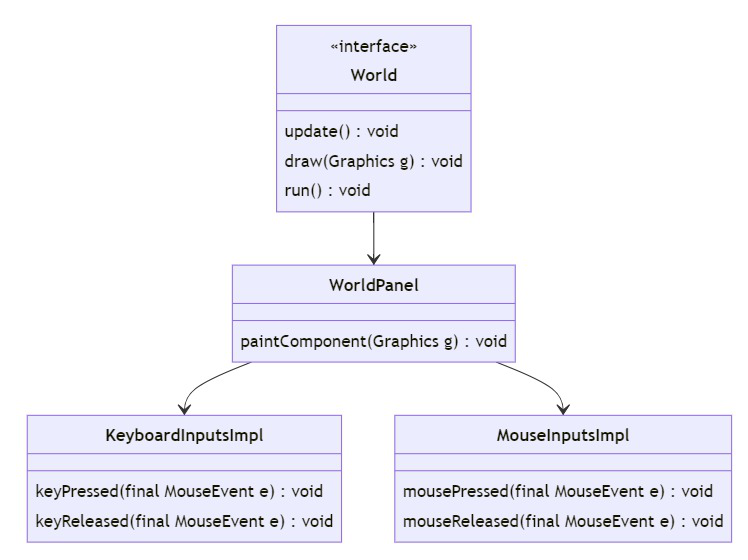 «interface»
World
update() : void
draw(Graphics g) : void
run() : void
WorldPanel
paintComponent(Graphics g) : void
KeyboardInputsImpl
keyPressed(final MouseEvent e) : void
keyReleased(final MouseEvent e) : void
MouseInputsImpl
mousePressed(final MouseEvent e) : void
mouseReleased(final MouseEvent e) : void